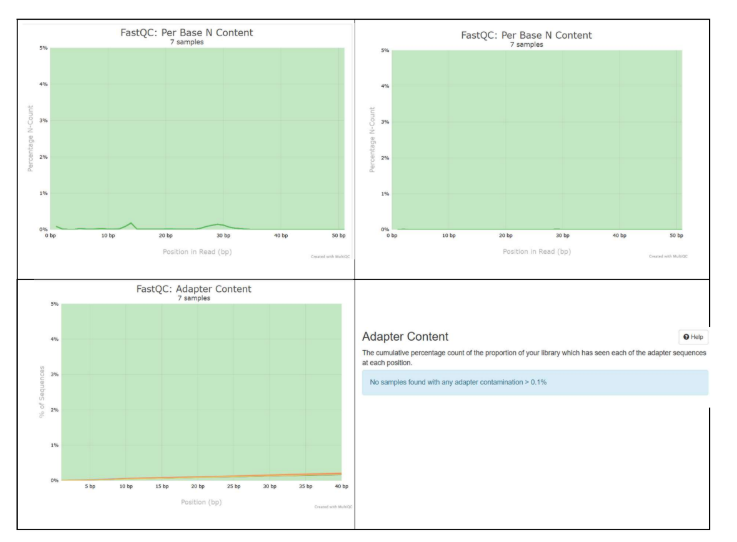 FastQC: Per Base N Content
7 samples
5%
4%
3%
2%
1%
0%
Percentage N-Count
0 bp 10 bp 20 bp 30 bp 40 bp 50 bp
Position in Read (bp)
Created with MultiQC
FastQC: Per Base N Content
7 samples
5%
4%
3%
2%
1%
0%
Percentage N-Count
0 bp 10 bp 20 bp 30 bp 40 bp 50 bp
Position in Read (bp)
Created with MultiQC
FastQC: Adapter Content
7 samples
5%
4%
3%
2%
1%
0%
% of Sequences
5 bp 10 bp 15 bp 20 bp 25 bp 30 bp 35 bp 40 bp
Position (bp)
Created with MultiQC
Adapter Content
Help
The cumulative percentage count of the proportion of your library which has seen each of the adapter sequences
at each position.
No samples found with any adapter contamination > 0.1%